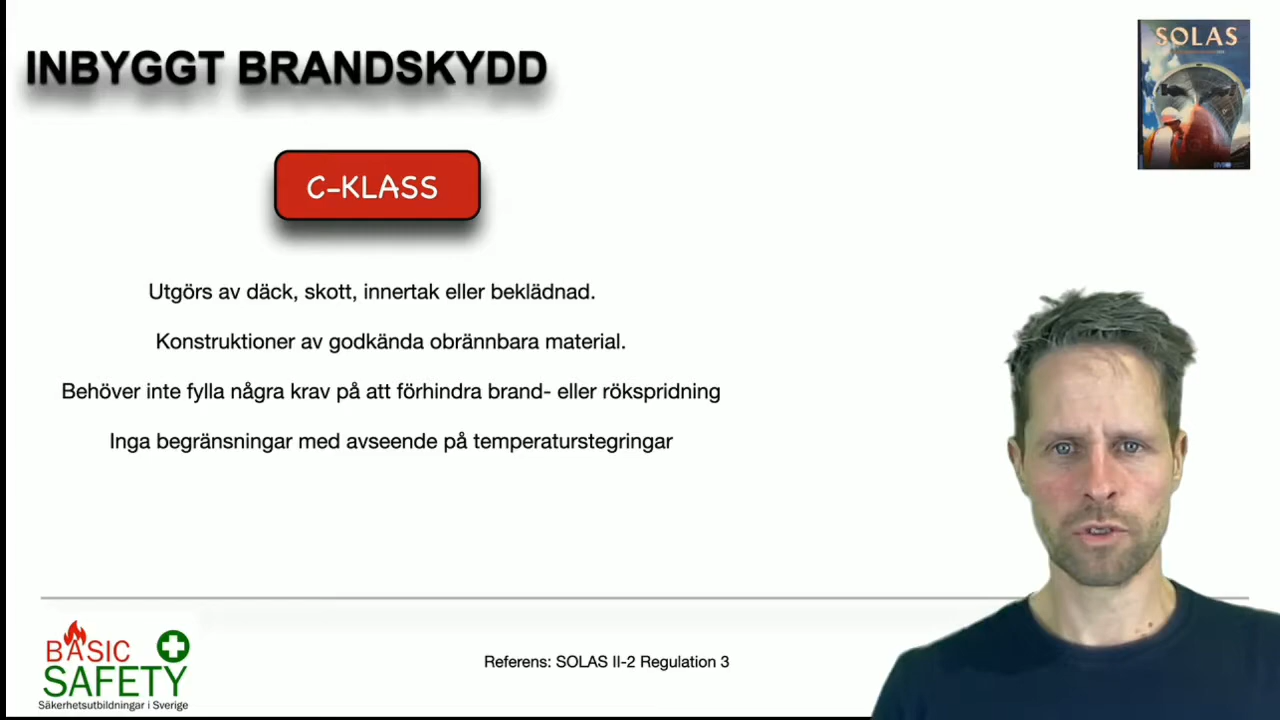 INBYGGT BRANDSKYDD
SOLAS
C-KLASS
Utgörs av däck, skott, innertak eller beklädnad.
Konstruktioner av godkända obrännbara material.
Behöver inte fylla några krav på att förhindra brand- eller rökspridning
Inga begränsningar med avseende på temperaturstegringar
BASIC
SAFETY
Säkerhetsutbildningar i Sverige
Referens: SOLAS II-2 Regulation 3